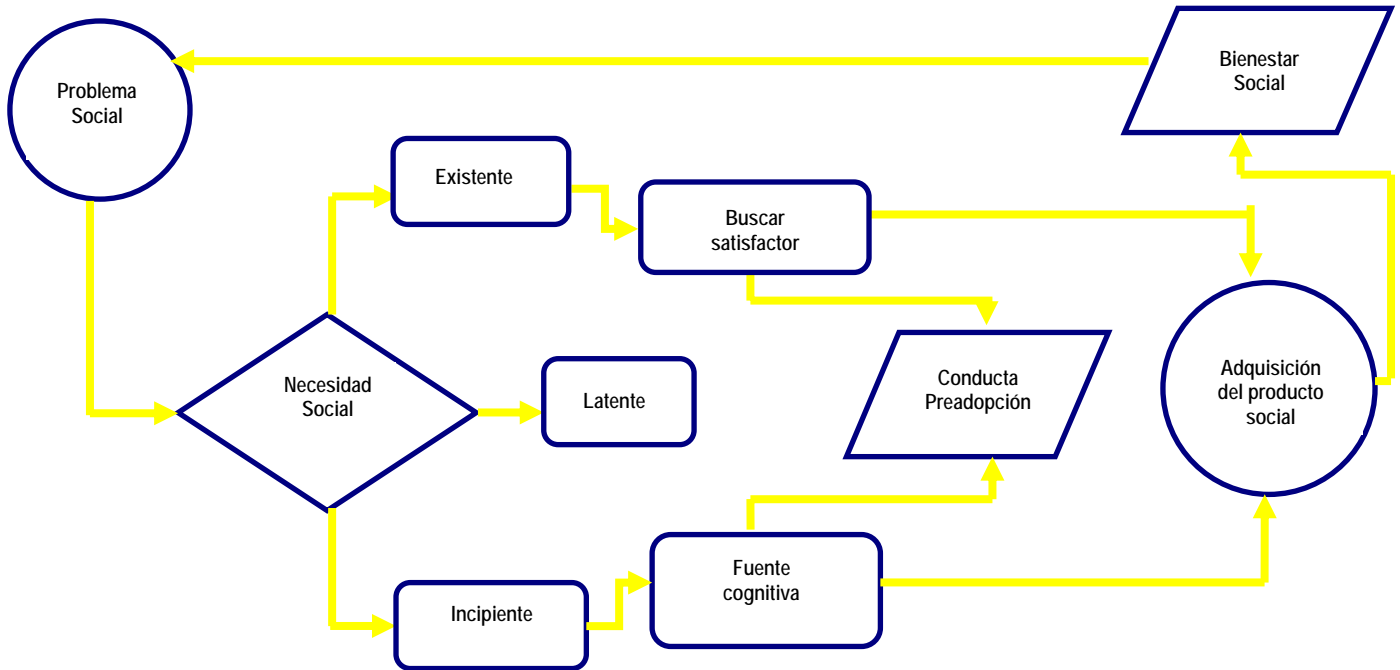 Problema
Social
Bienestar
Social
Existente
Buscar
satisfactor
Necesidad
Social
Latente
Conducta
Preadopción
Adquisición
del producto
social
Incipiente
Fuente
cognitiva